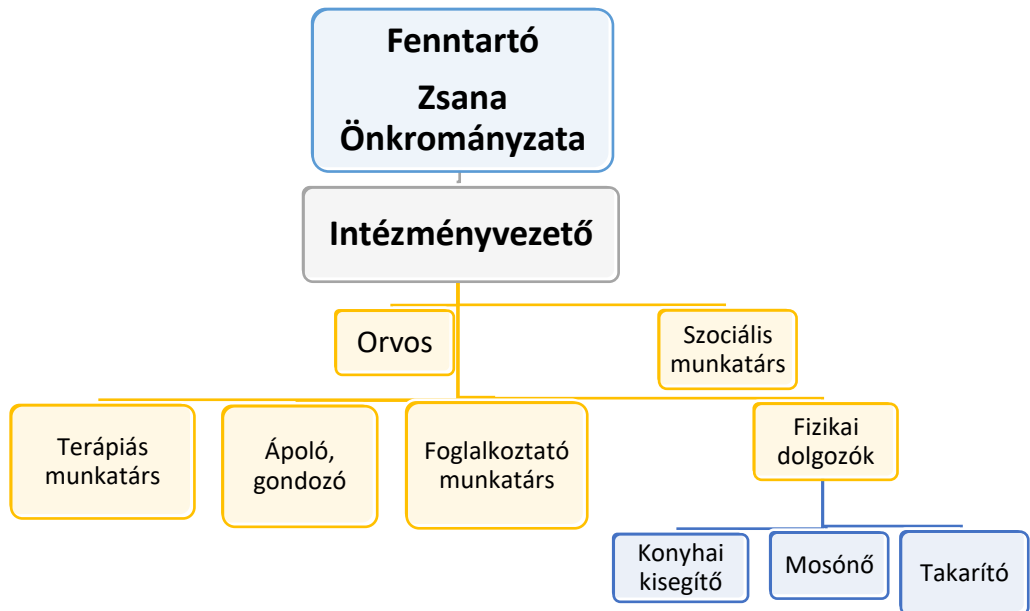 Fenntartó
Zsana
Önkrományzata
Intézményvezető
Orvos
Szociális
munkatárs
Terápiás
munkatárs
Ápoló,
gondozó
Foglalkoztató
munkatárs
Fizikai
dolgozók
Konyhai
kisegítő
Mosónő
Takarító